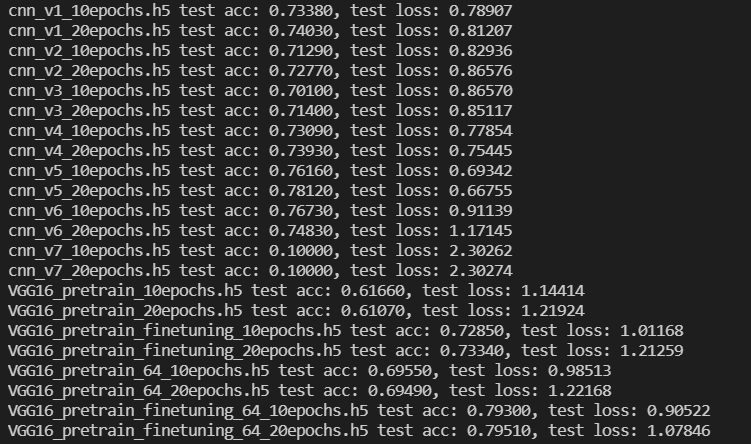 cnn_v1_10epochs.h5 test acc: 0.73380, test loss: 0.78907
cnn_v1_20epochs.h5 test acc: 0.74030, test loss: 0.81207
cnn_v2_10epochs.h5 test acc: 0.71290, test loss: 0.82936
cnn_v2_20epochs.h5 test acc: 0.72770, test loss: 0.86576
cnn_v3_10epochs.h5 test acc: 0.70100, test loss: 0.86570
cnn_v3_20epochs.h5 test acc: 0.71400, test loss: 0.85117
cnn_v4_10epochs.h5 test acc: 0.73090, test loss: 0.77854
cnn_v4_20epochs.h5 test acc: 0.73930, test loss: 0.75445
cnn_v5_10epochs.h5 test acc: 0.76160, test loss: 0.69342
cnn_v5_20epochs.h5 test acc: 0.78120, test loss: 0.66755
cnn_v6_10epochs.h5 test acc: 0.76730, test loss: 0.91139
cnn_v6_20epochs.h5 test acc: 0.74830, test loss: 1.17145
cnn_v7_10epochs.h5 test acc: 0.10000, test loss: 2.30262
cnn_v7_20epochs.h5 test acc: 0.10000, test loss: 2.30274
VGG16_pretrain_10epochs.h5 test acc: 0.61660, test loss: 1.14414
VGG16_pretrain_20epochs.h5 test acc: 0.61070, test loss: 1.21924
VGG16_pretrain_finetuning_10epochs.h5 test acc: 0.72850, test loss: 1.01168
VGG16_pretrain_finetuning_20epochs.h5 test acc: 0.73340, test loss: 1.21259
VGG16_pretrain_64_10epochs.h5 test acc: 0.69550, test loss: 0.98513
VGG16_pretrain_64_20epochs.h5 test acc: 0.69490, test loss: 1.22168
VGG16_pretrain_finetuning_64_10epochs.h5 test acc: 0.79300, test loss: 0.90522
VGG16_pretrain_finetuning_64_20epochs.h5 test acc: 0.79510, test loss: 1.07846